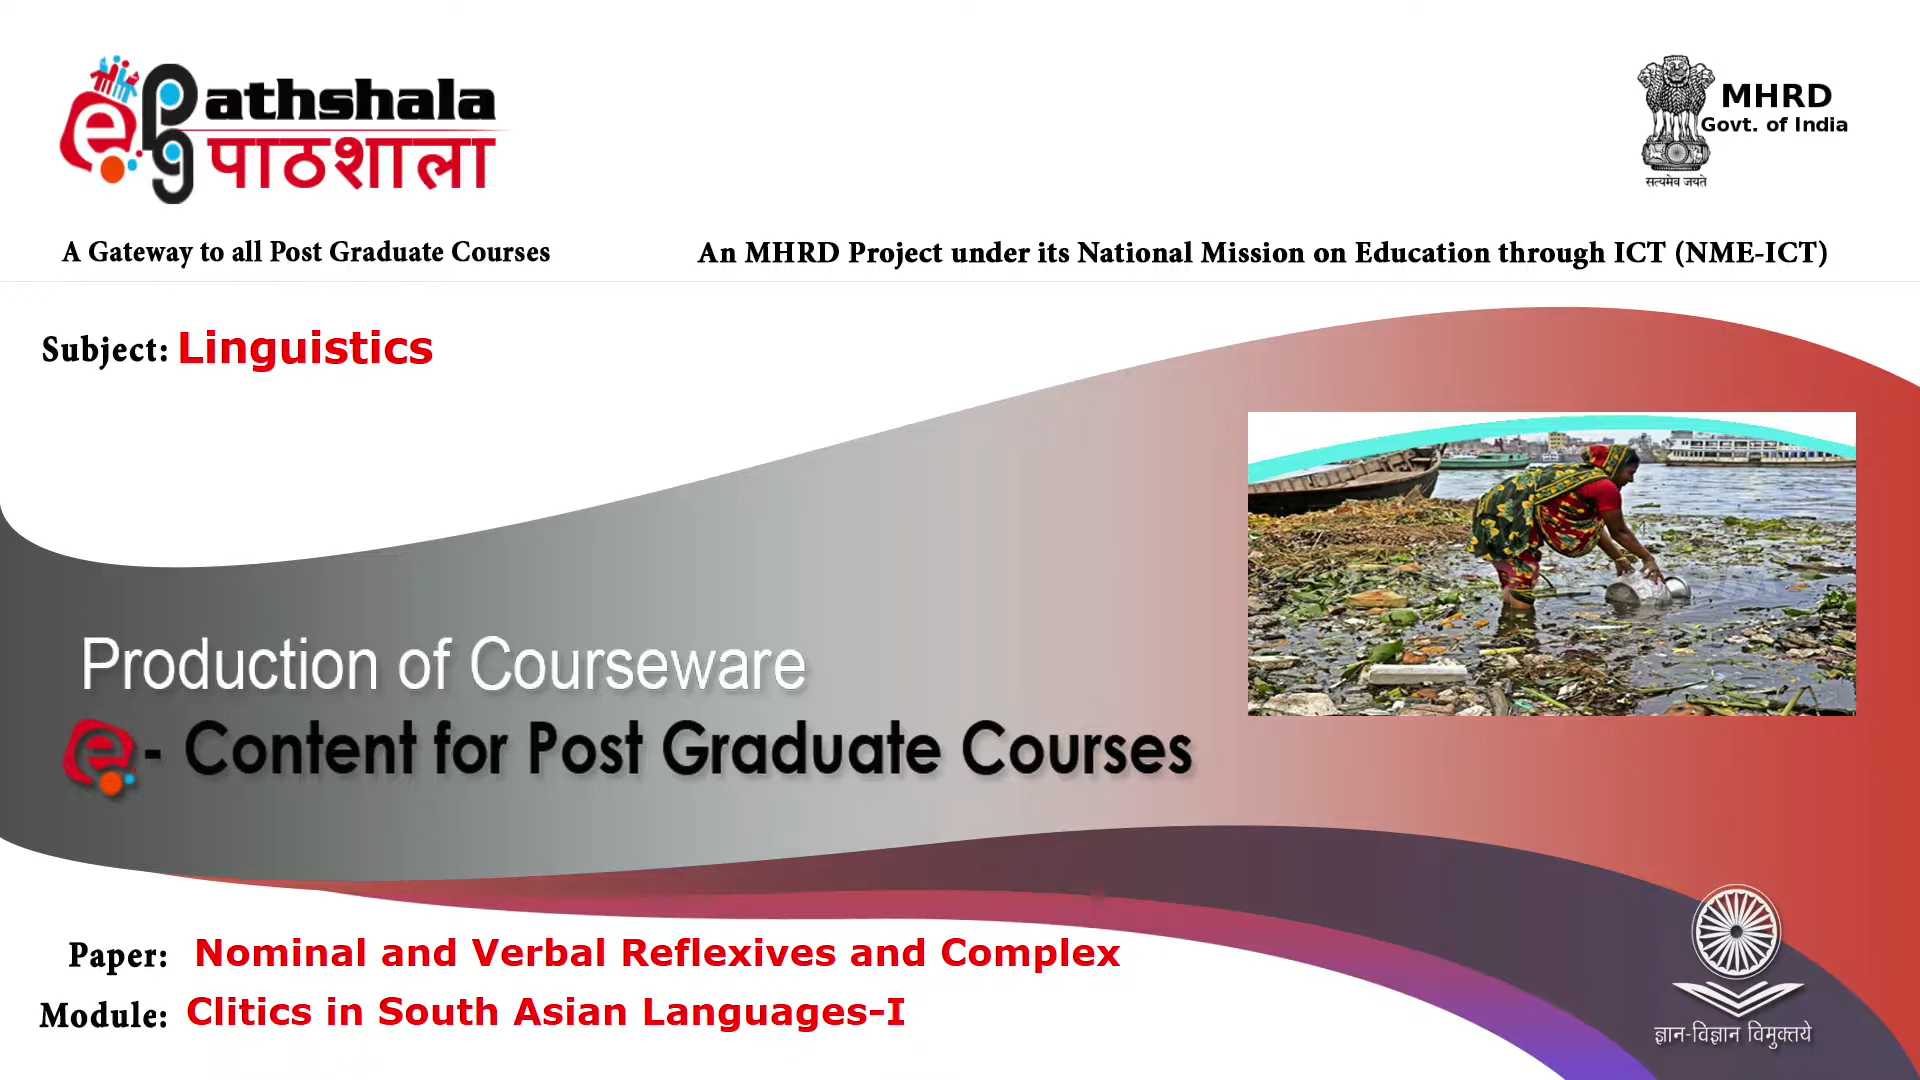 e pg Pathshala
पाठशाला
MHRD
Govt. of India
सत्यमेव जयते
A Gateway to all Post Graduate Courses
An MHRD Project under its National Mission on Education through ICT (NME-ICT)
Subject: Linguistics
Production of Courseware
e - Content for Post Graduate Courses
Paper: Nominal and Verbal Reflexives and Complex
Module: Clitics in South Asian Languages-I
ज्ञान-विज्ञान विमुक्तये